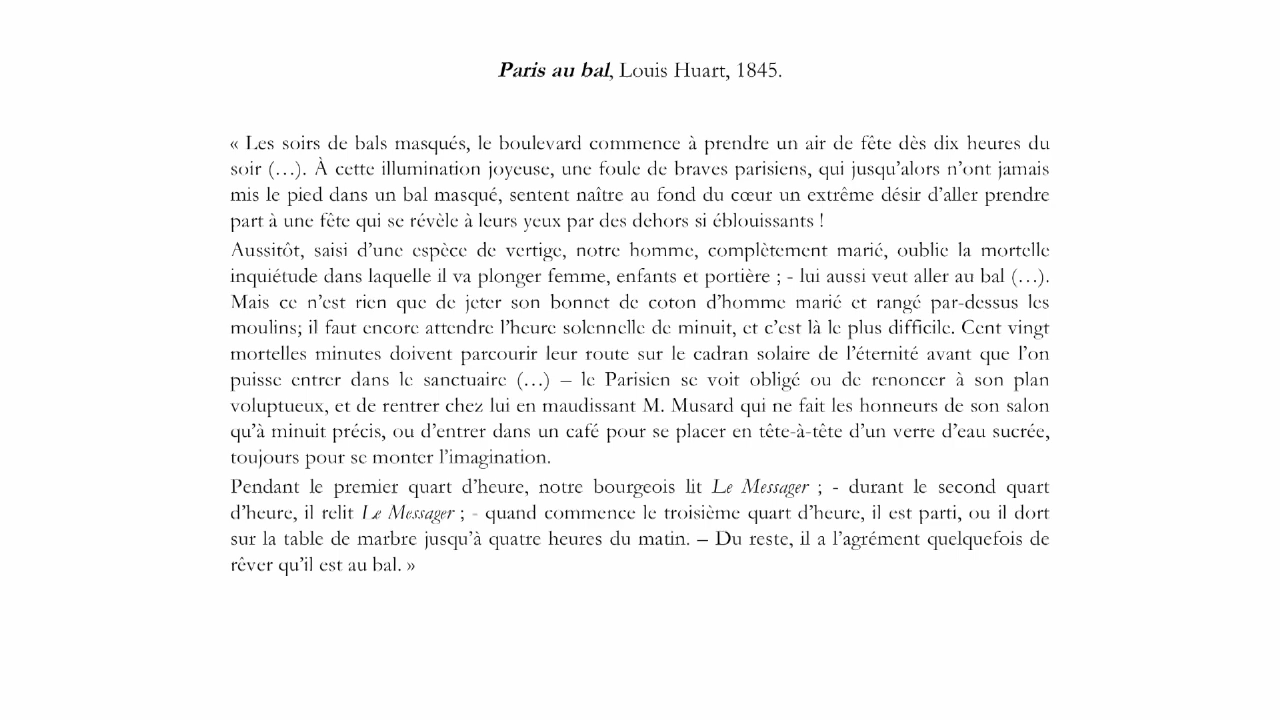 Paris au bal, Louis Huart, 1845.
« Les soirs de bals masqués, le boulevard commence à prendre un air de fête dès dix heures du
soir (…). À cette illumination joyeuse, une foule de braves parisiens, qui jusqu’alors n’ont jamais
mis le pied dans un bal masqué, sentent naître au fond du cœur un extrême désir d’aller prendre
part à une fête qui se révèle à leurs yeux par des dehors si éblouissants !
Aussitôt, saisi d’une espèce de vertige, notre homme, complètement marié, oublie la mortelle
inquiétude dans laquelle il va plonger femme, enfants et portière ; - lui aussi veut aller au bal (…).
Mais ce n’est rien que de jeter son bonnet de coton d’homme marié et rangé par-dessus les
moulins; il faut encore attendre l’heure solennelle de minuit, et c’est là le plus difficile. Cent vingt
mortelles minutes doivent parcourir leur route sur le cadran solaire de l’éternité avant que l’on
puisse entrer dans le sanctuaire (…) – le Parisien se voit obligé ou de renoncer à son plan
voluptueux, et de rentrer chez lui en maudissant M. Musard qui ne fait les honneurs de son salon
qu’à minuit précis, ou d’entrer dans un café pour se placer en tête-à-tête d’un verre d’eau sucrée,
toujours pour se monter l’imagination.
Pendant le premier quart d’heure, notre bourgeois lit Le Messager ; - durant le second quart
d’heure, il relit Le Messager ; - quand commence le troisième quart d’heure, il est parti, ou il dort
sur la table de marbre jusqu’à quatre heures du matin. – Du reste, il a l’agrément quelquefois de
rêver qu’il est au bal. »